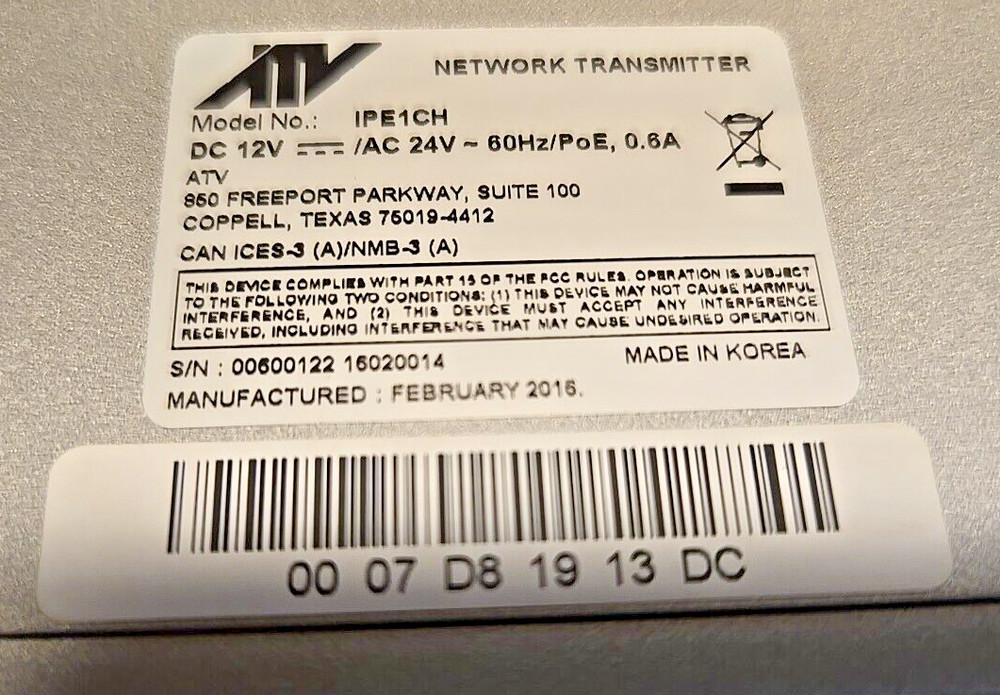 ATV
NETWORK TRANSMITTER
Model No.: IPE1CH
DC 12V ⎓ /AC 24V ~ 60Hz/PoE, 0.6A
ATV
850 FREEPORT PARKWAY, SUITE 100
COPPELL, TEXAS 75019-4412
CAN ICES-3 (A)/NMB-3 (A)
THIS DEVICE COMPLIES WITH PART 15 OF THE FCC RULES. OPERATION IS SUBJECT
TO THE FOLLOWING TWO CONDITIONS: (1) THIS DEVICE MAY NOT CAUSE HARMFUL
INTERFERENCE, AND (2) THIS DEVICE MUST ACCEPT ANY INTERFERENCE
RECEIVED, INCLUDING INTERFERENCE THAT MAY CAUSE UNDESIRED OPERATION.
S/N : 00600122 16020014
MADE IN KOREA
MANUFACTURED : FEBRUARY 2016.
00 07 D8 19 13 DC